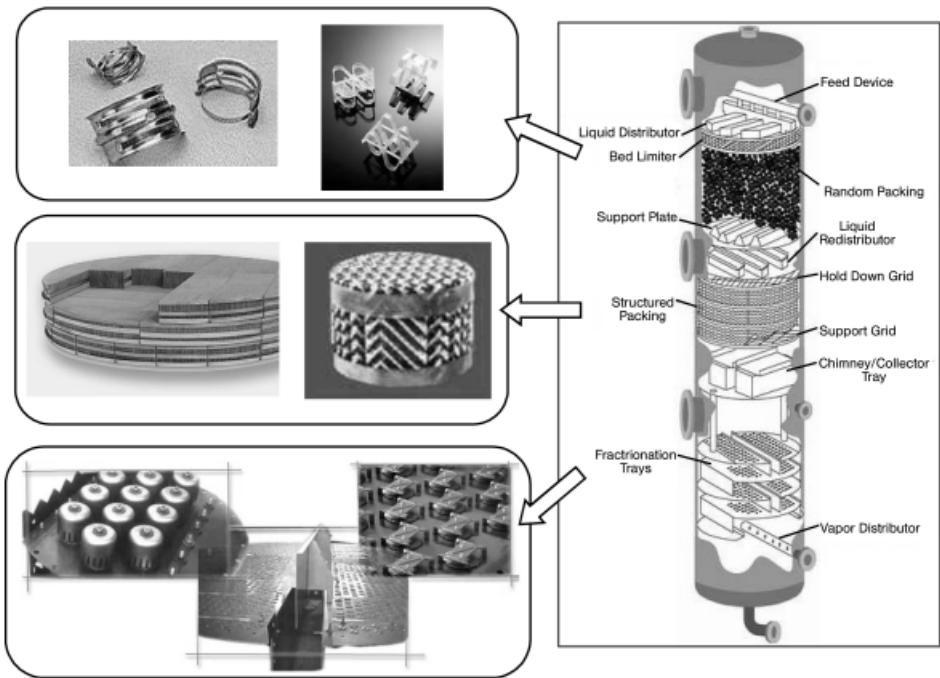 Feed Device
Liquid Distributor
Bed Limiter
Random Packing
Support Plate
Liquid
Redistributor
Hold Down Grid
Structured
Packing
Support Grid
Chimney/Collector
Tray
Fractrionation
Trays
Vapor Distributor